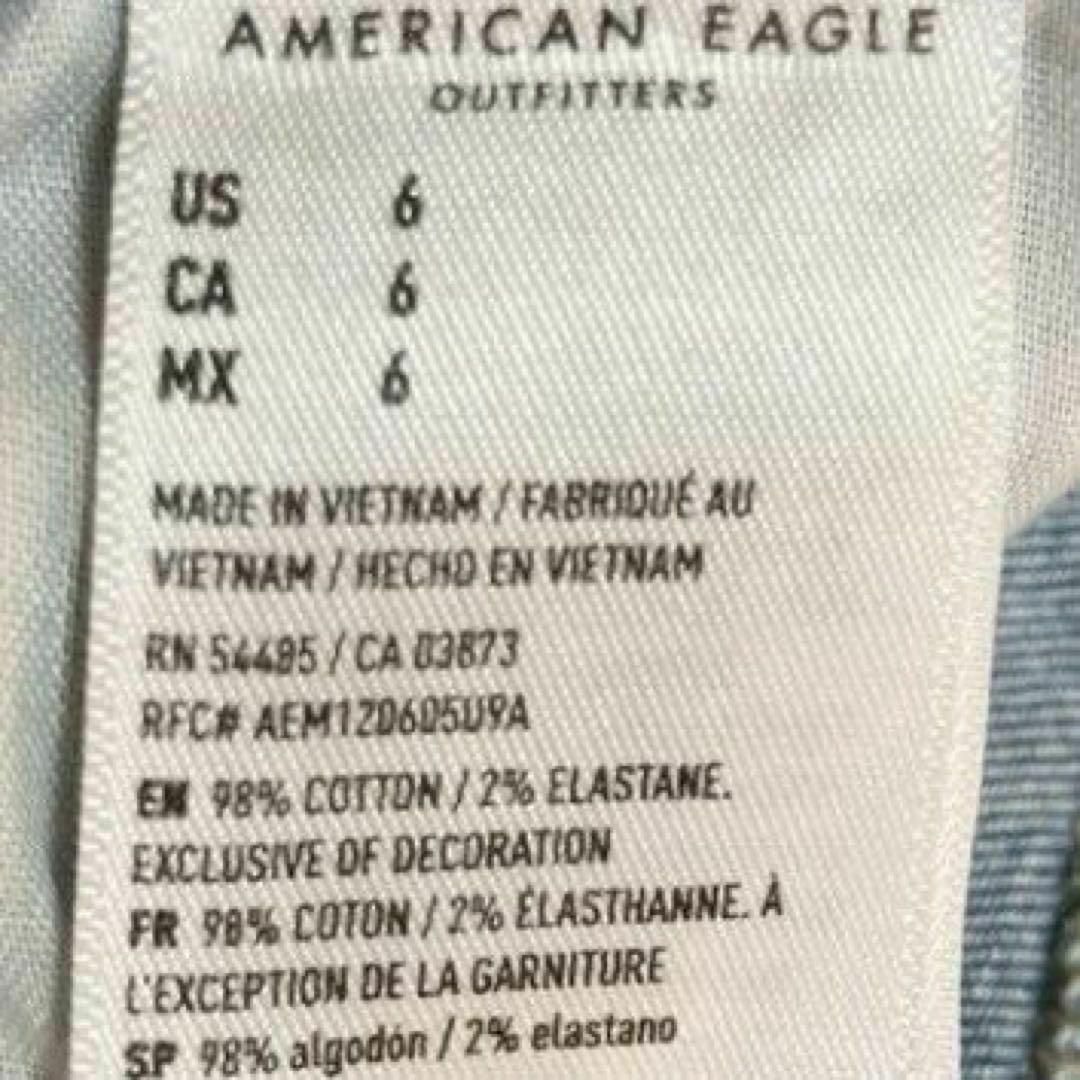 AMERICAN EAGLE
OUTFITTERS
US 6
CA 6
MX 6
MADE IN VIETNAM / FABRIQUÉ AU
VIETNAM / HECHO EN VIETNAM
RN 54485 / CA 03873
RFC# AEM120605U9A
EN 98% COTTON / 2% ELASTANE.
EXCLUSIVE OF DECORATION
FR 98% COTON / 2% ÉLASTHANNE. À
L'EXCEPTION DE LA GARNITURE
SP 98% algodón / 2% elastano